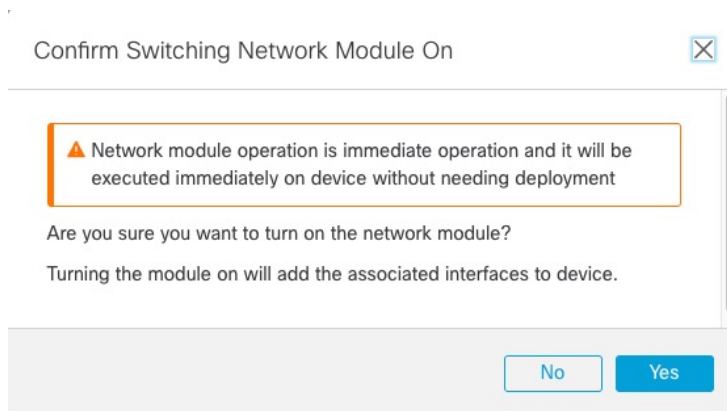 Confirm Switching Network Module On
Network module operation is immediate operation and it will be
executed immediately on device without needing deployment
Are you sure you want to turn on the network module?
Turning the module on will add the associated interfaces to device.
No
Yes